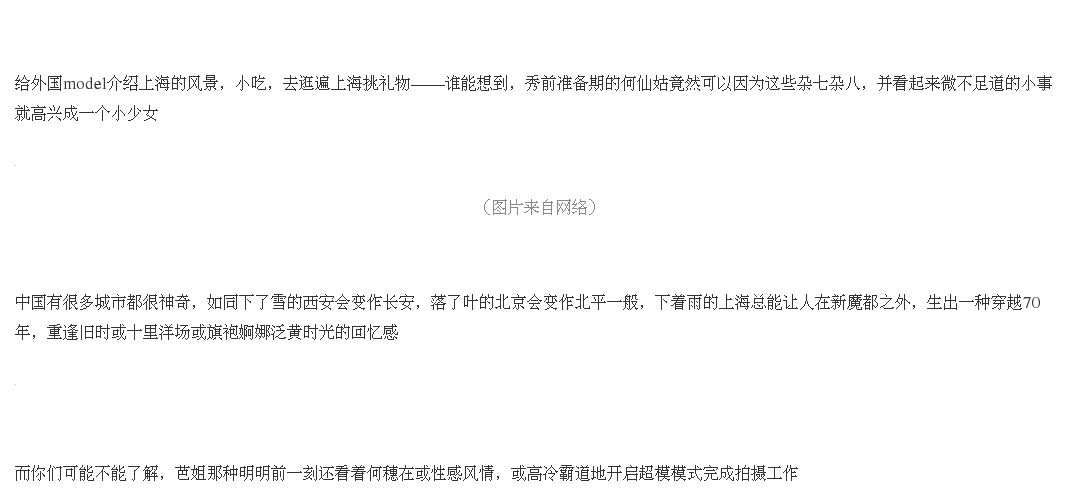 给外国model介绍上海的风景，小吃，去逛遍上海挑礼物——谁能想到，秀前准备期的何仙姑竟然可以因为这些杂七杂八，并看起来微不足道的小事
就高兴成一个小少女
（图片来自网络）
中国有很多城市都很神奇，如同下了雪的西安会变作长安，落了叶的北京会变作北平一般，下着雨的上海总能让人在新魔都之外，生出一种穿越70
年，重逢旧时或十里洋场或旗袍婀娜泛黄时光的回忆感
而你们可能不能了解，芭姐那种明明前一刻还看着何穗在或性感风情，或高冷霸道地开启超模模式完成拍摄工作